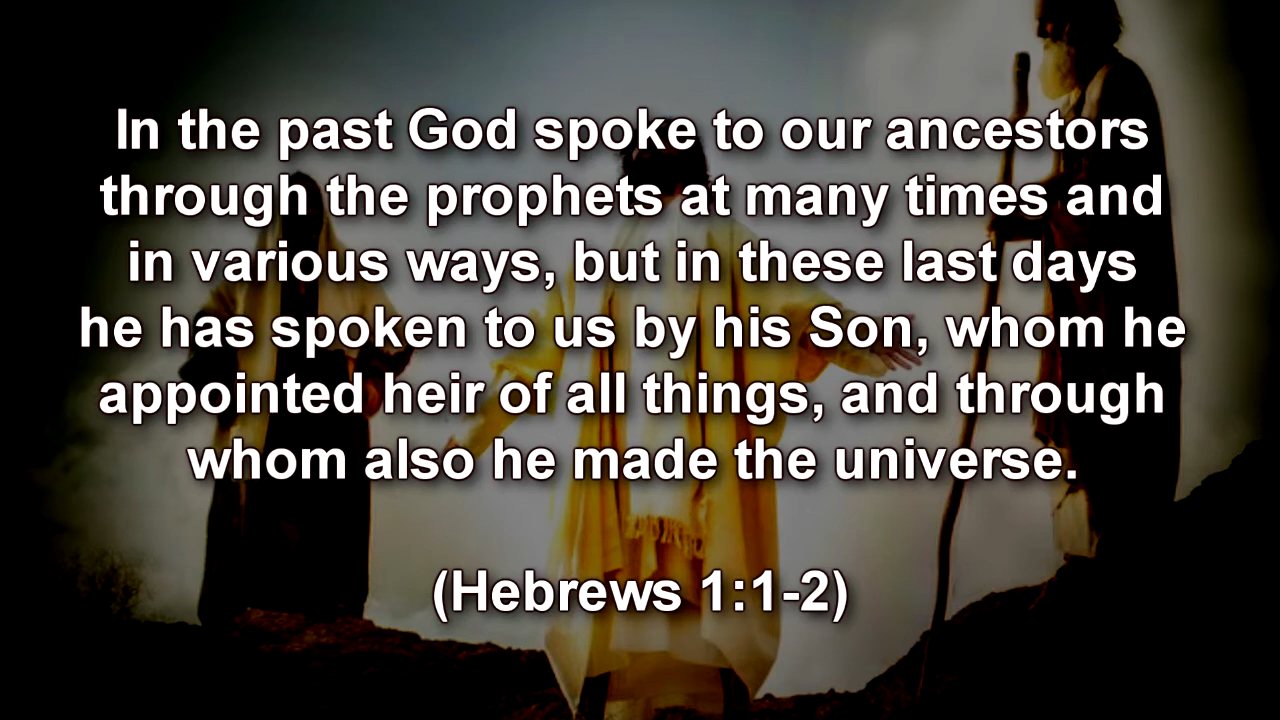 In the past God spoke to our ancestors
through the prophets at many times and
in various ways, but in these last days
he has spoken to us by his Son, whom he
appointed heir of all things, and through
whom also he made the universe.
(Hebrews 1:1-2)